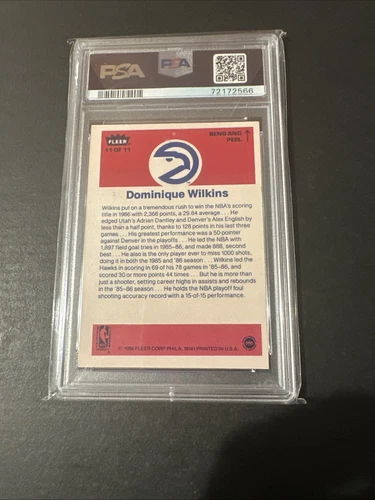 PSA
PSA
72172566
FLEER
11 OF 11
BEND AND
PEEL
Dominique Wilkins
Wilkins put on a tremendous rush to win the NBA's scoring
title in 1986 with 2,366 points, a 29.84 average . . . He
edged Utah's Adrian Dantley and Denver's Alex English by
less than a half point, thanks to 128 points in his last three
games . . . His greatest performance was a 50 pointer
against Denver in the playoffs . . . He led the NBA with
1,897 field goal tries in 1985-86, and made 888, second
best . . . He also is the only player ever to miss 1000 shots,
doing it in both the 1985 and '86 season . . . Wilkins led the
Hawks in scoring in 69 of his 78 games in '85-86, and
scored 30 or more points 44 times . . . But he is more than
just a shooter, setting career highs in assists and rebounds
in the '85-86 season . . . He holds the NBA playoff foul
shooting accuracy record with a 15-of-15 performance.
© 1986 FLEER CORP. PHILA. 19141 PRINTED IN U.S.A.